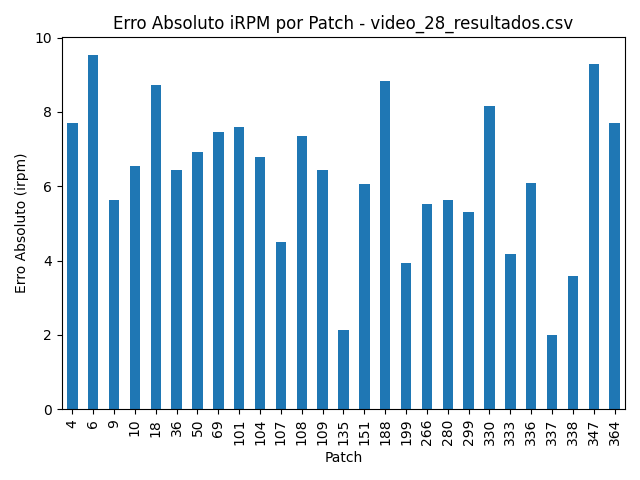 Erro Absoluto iRPM por Patch - video_28_resultados.csv
Erro Absoluto (irpm)
10
8
6
4
2
0
4 6 9 10 18 36 50 69 101 104 107 108 109 135 151 188 199 266 280 299 330 333 336 337 338 347 364
Patch